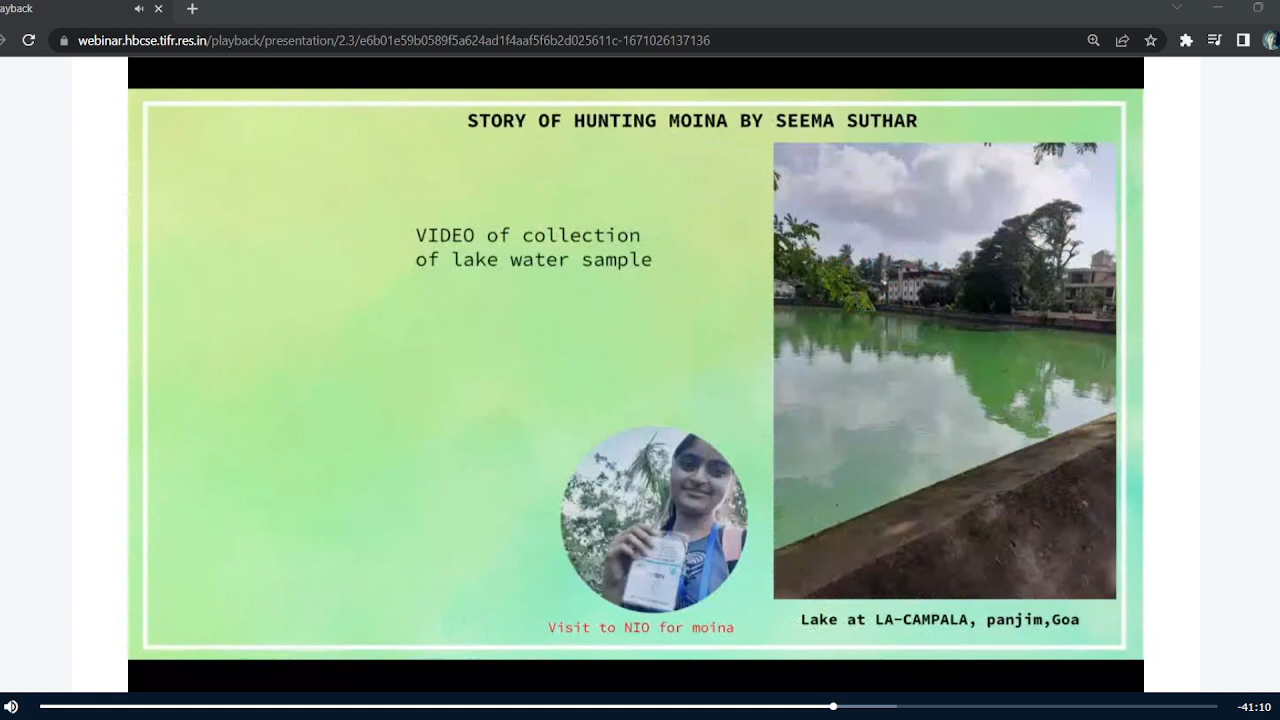 ayback
webinar.hbcse.tifr.res.in/playback/presentation/2.3/e6b01e59b0589f5a624ad1f4aaf5f6b2d025611c-1671026137136
STORY OF HUNTING MOINA BY SEEMA SUTHAR
VIDEO of collection
of lake water sample
Visit to NIO for moina
Lake at LA-CAMPALA, panjim,Goa
-41:10